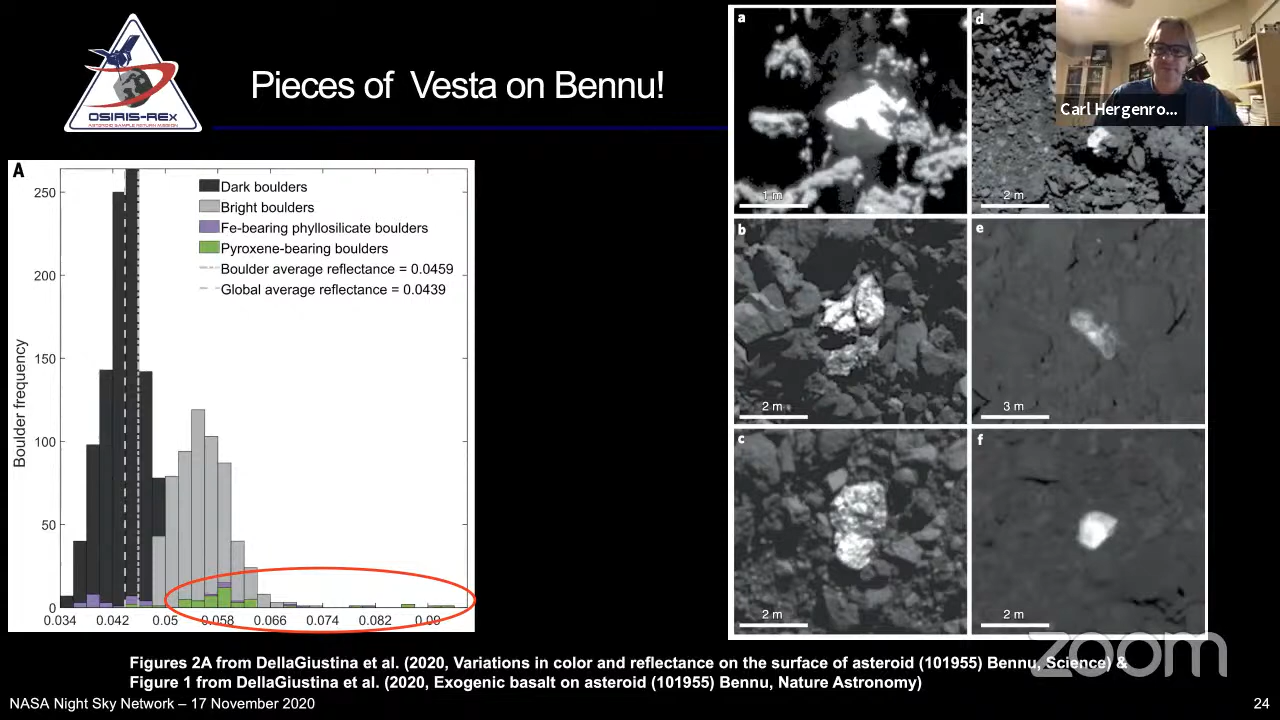 OSIRIS-REx
ASTEROID SAMPLE RETURN MISSION
Pieces of Vesta on Bennu!
Carl Hergenro...
A
Dark boulders
Bright boulders
Fe-bearing phyllosilicate boulders
Pyroxene-bearing boulders
Boulder average reflectance = 0.0459
Global average reflectance = 0.0439
Boulder frequency
250
200
150
100
50
0
0.034 0.042 0.05 0.058 0.066 0.074 0.082 0.09
a
1 m
d
2 m
b
2 m
e
3 m
c
2 m
f
2 m
zoom
Figures 2A from DellaGiustina et al. (2020, Variations in color and reflectance on the surface of asteroid (101955) Bennu, Science) &
Figure 1 from DellaGiustina et al. (2020, Exogenic basalt on asteroid (101955) Bennu, Nature Astronomy)
NASA Night Sky Network – 17 November 2020
24